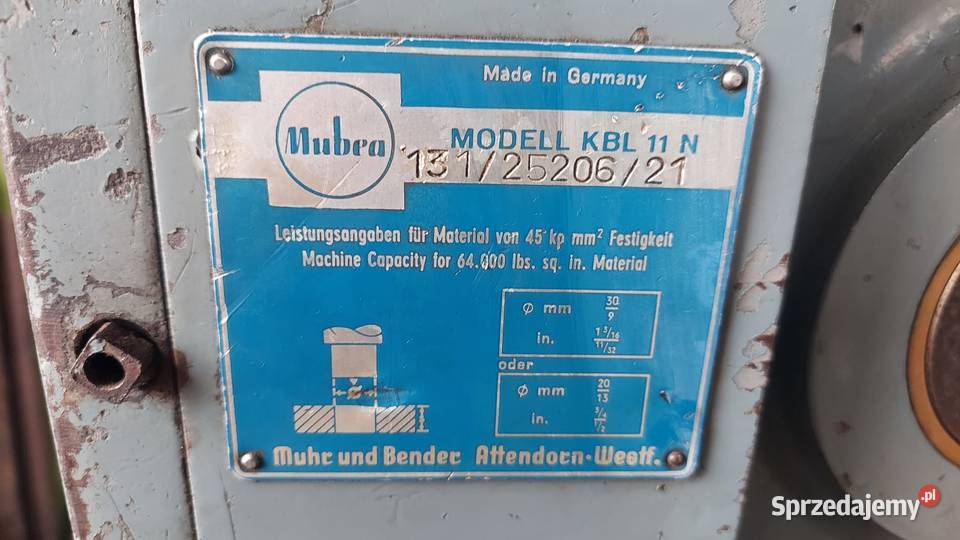 Made in Germany
Mubea
MODELL KBL 11 N
131/25206/21
Leistungsangaben für Material von 45 kp mm² Festigkeit
Machine Capacity for 64.000 lbs. sq. in. Material
Ø mm 30/9
in. 1 3/16 / 11/32
oder
Ø mm 20/13
in. 3/4 / 1/2
Muhr und Bender Attendorn-Westf.
Sprzedajemy.pl